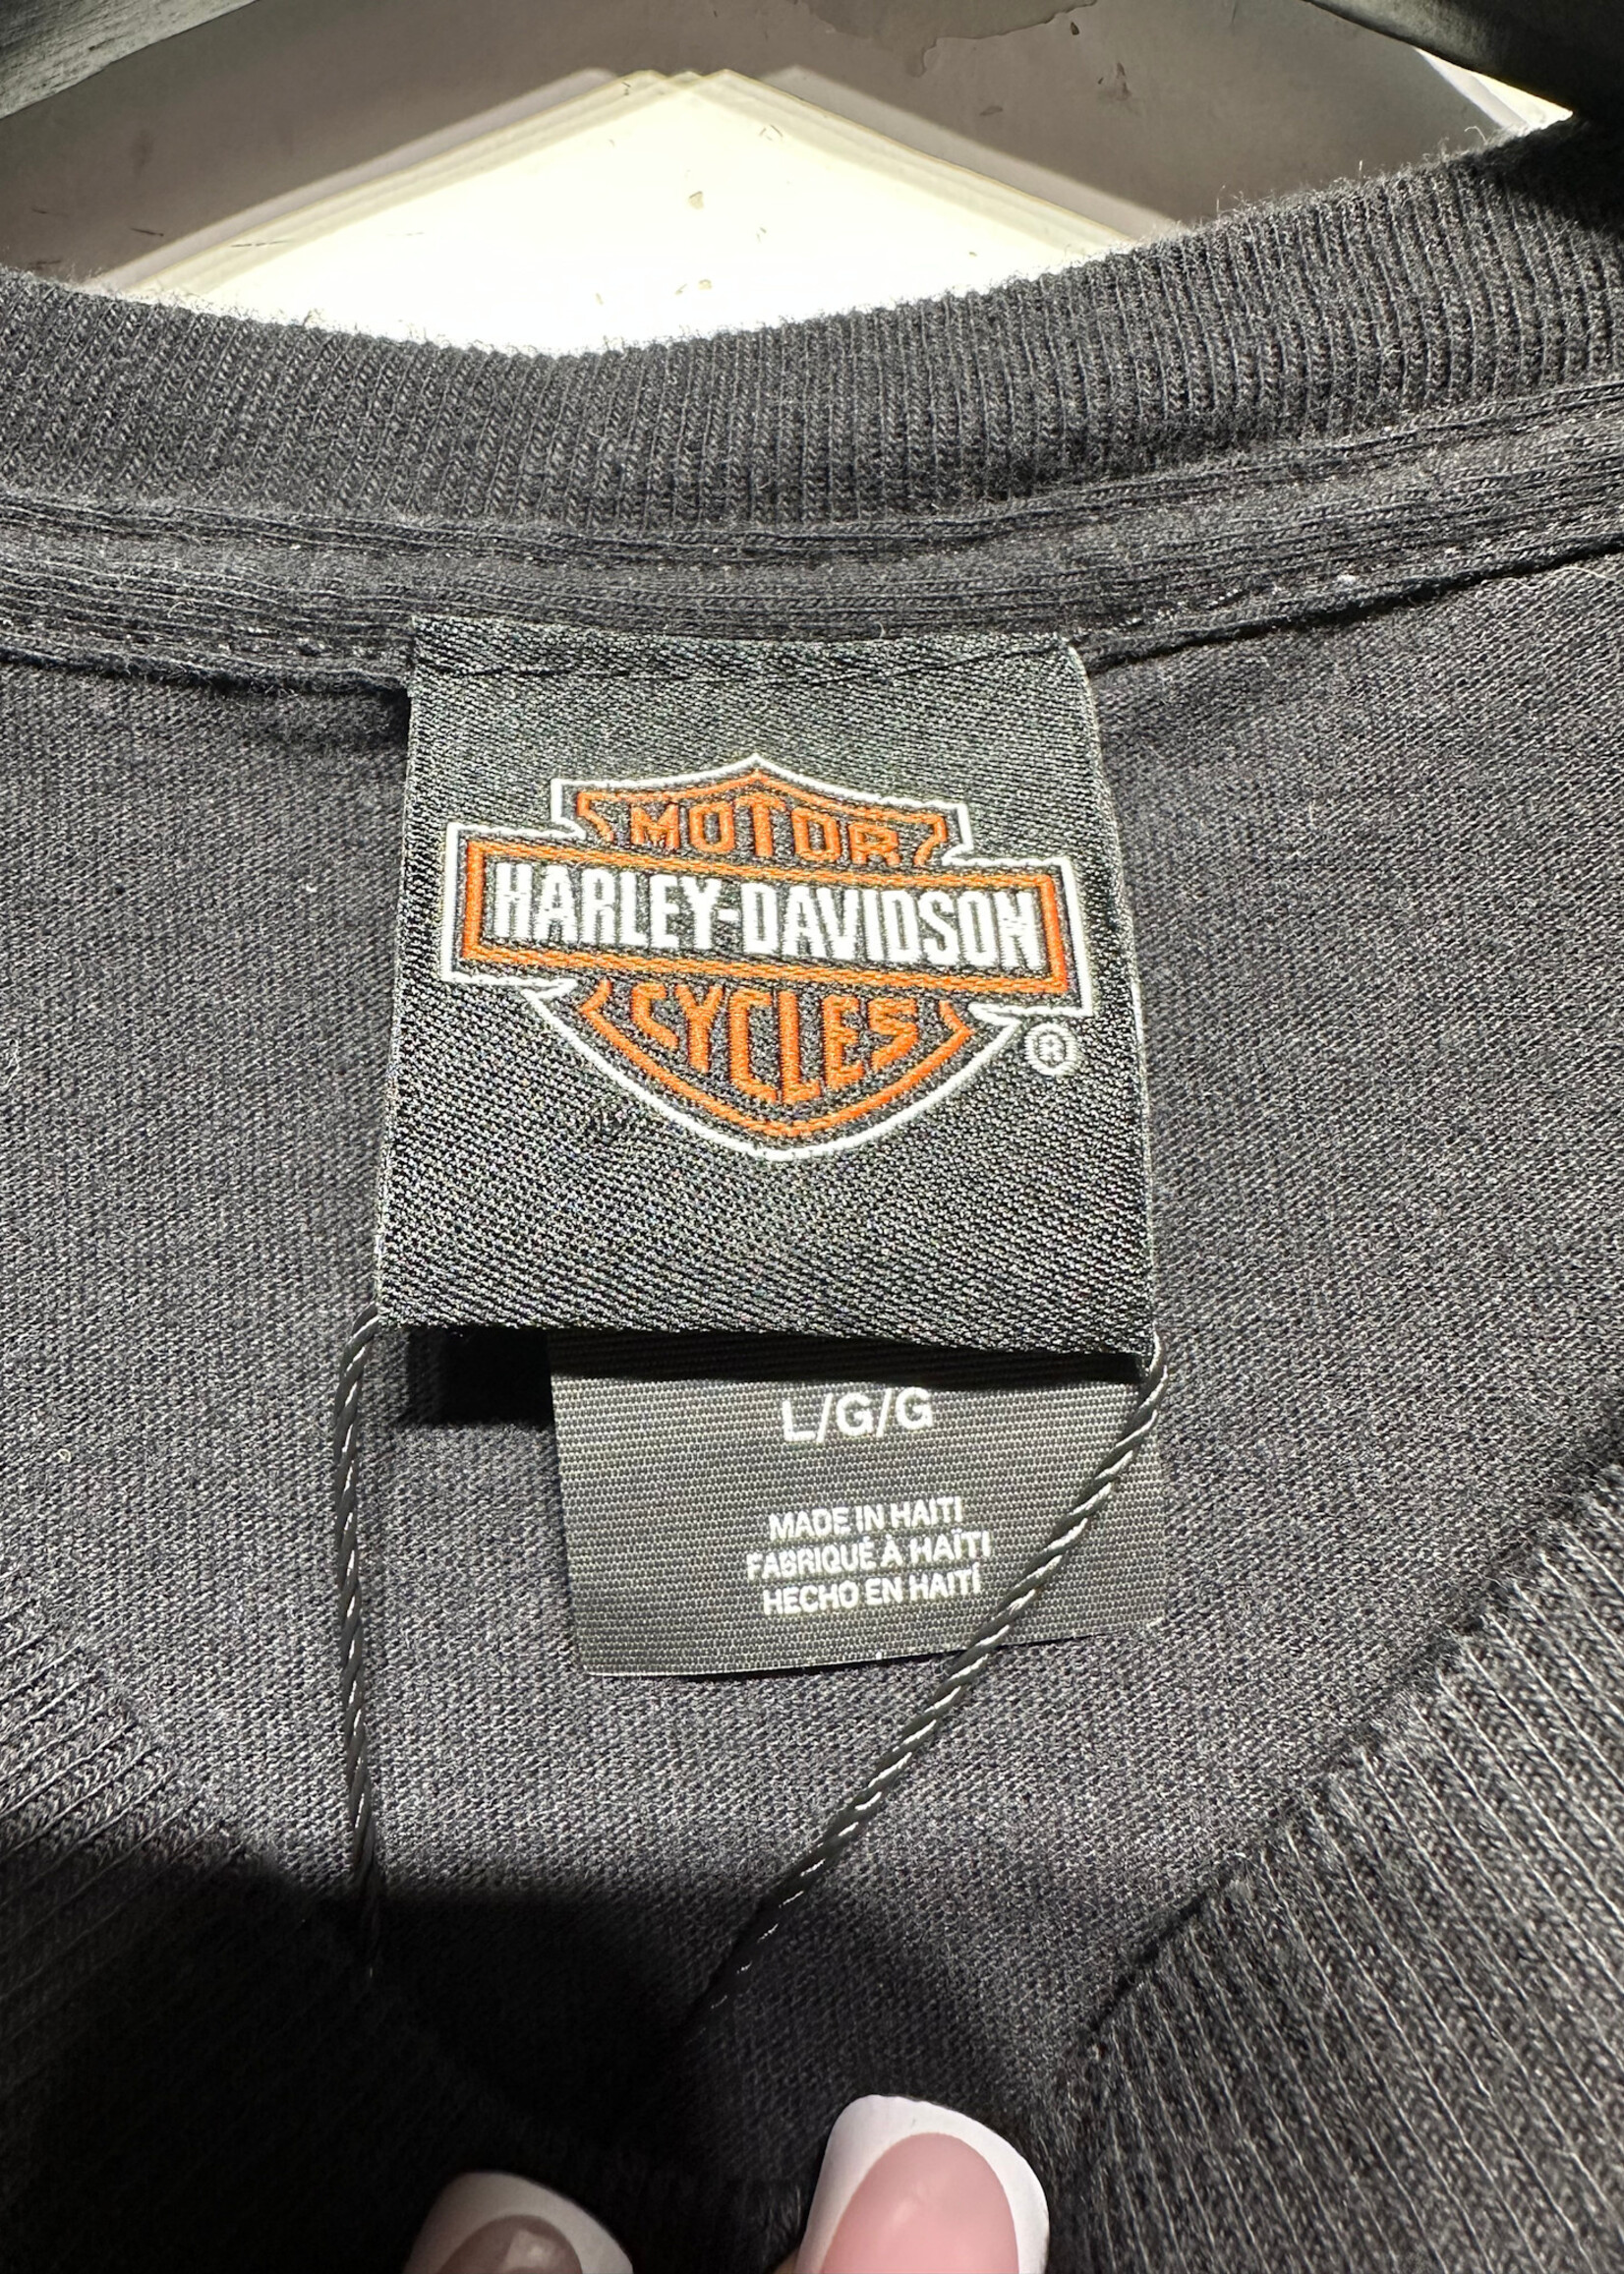 MOTOR
HARLEY-DAVIDSON
CYCLES
®
L/G/G
MADE IN HAITI
FABRIQUÉ À HAÏTI
HECHO EN HAITÍ